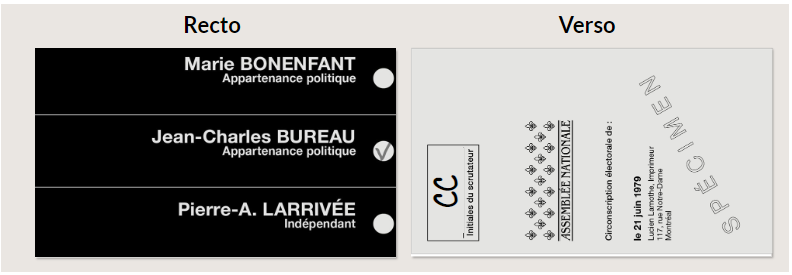 Recto
Marie BONENFANT
Appartenance politique
Jean-Charles BUREAU
Appartenance politique
Pierre-A. LARRIVÉE
Indépendant
Verso
CC
Initiales du scrutateur
ASSEMBLÉE NATIONALE
Circonscription électorale de :
le 21 juin 1979
Lucien Lamothe, Imprimeur
117, rue Notre-Dame
Montréal
SPÉCIMEN